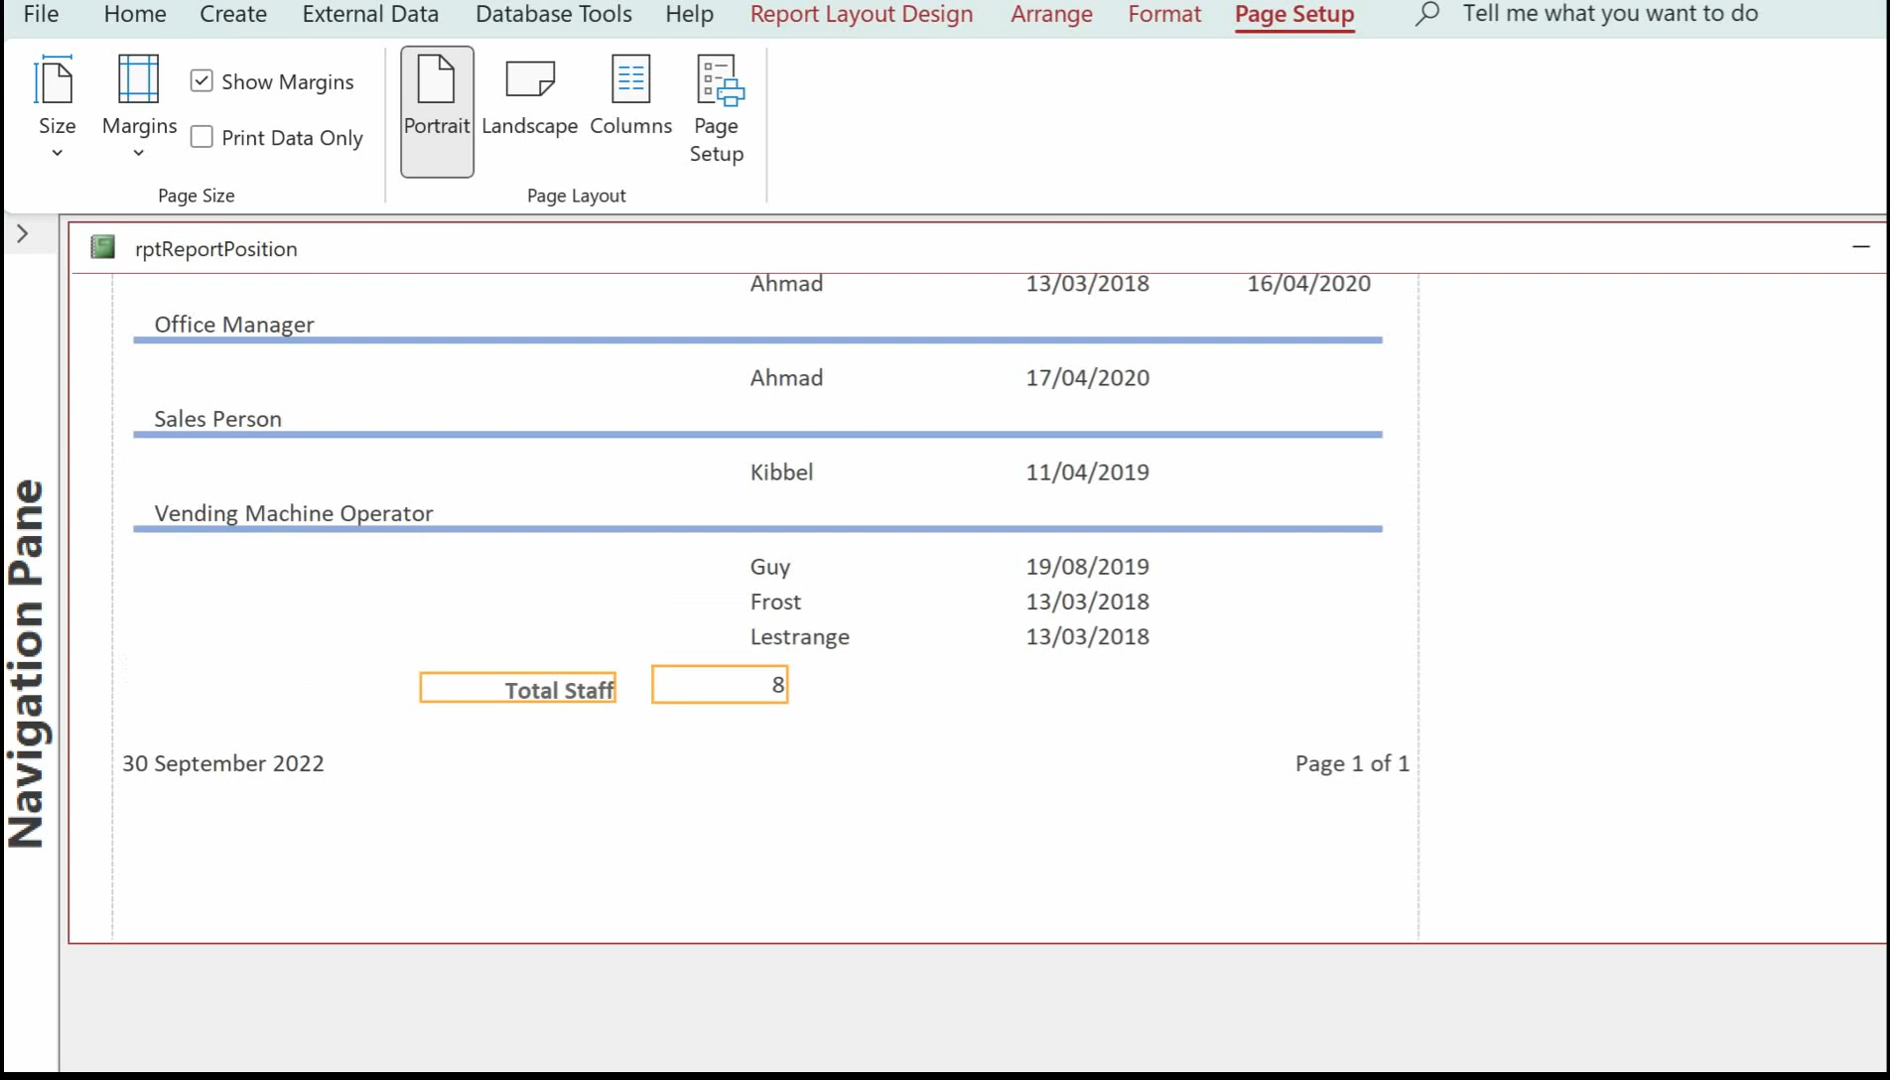 File Home Create External Data Database Tools Help Report Layout Design Arrange Format Page Setup Tell me what you want to do
Size Margins Show Margins Print Data Only
Portrait Landscape Columns Page Setup
Page Size Page Layout
rptReportPosition
Ahmad 13/03/2018 16/04/2020
Office Manager
Ahmad 17/04/2020
Sales Person
Kibbel 11/04/2019
Vending Machine Operator
Guy 19/08/2019
Frost 13/03/2018
Lestrange 13/03/2018
Total Staff 8
30 September 2022 Page 1 of 1
Navigation Pane